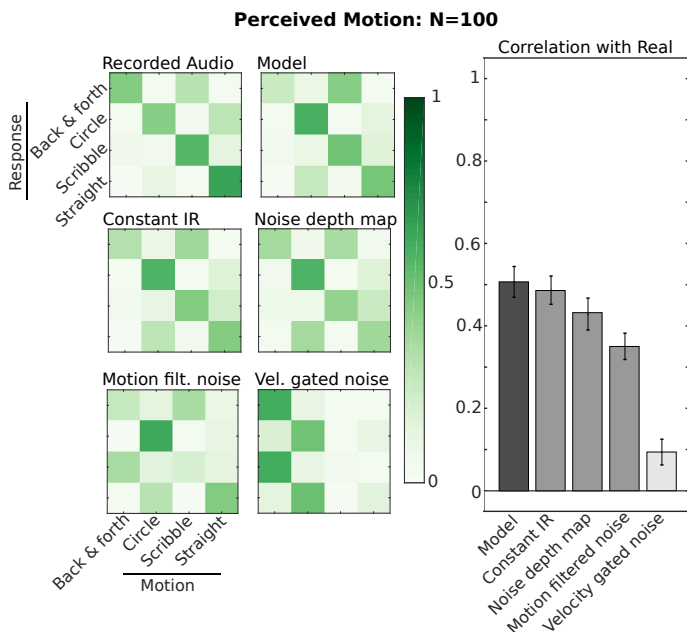 Perceived Motion: N=100
Recorded Audio
Model
Correlation with Real
Response
Back & forth
Circle
Scribble
Straight
Constant IR
Noise depth map
Motion filt. noise
Vel. gated noise
1
0.5
0
Back & forth
Circle
Scribble
Straight
Motion
1
0.8
0.6
0.4
0.2
0
Model
Constant IR
Noise depth map
Motion filtered noise
Velocity gated noise